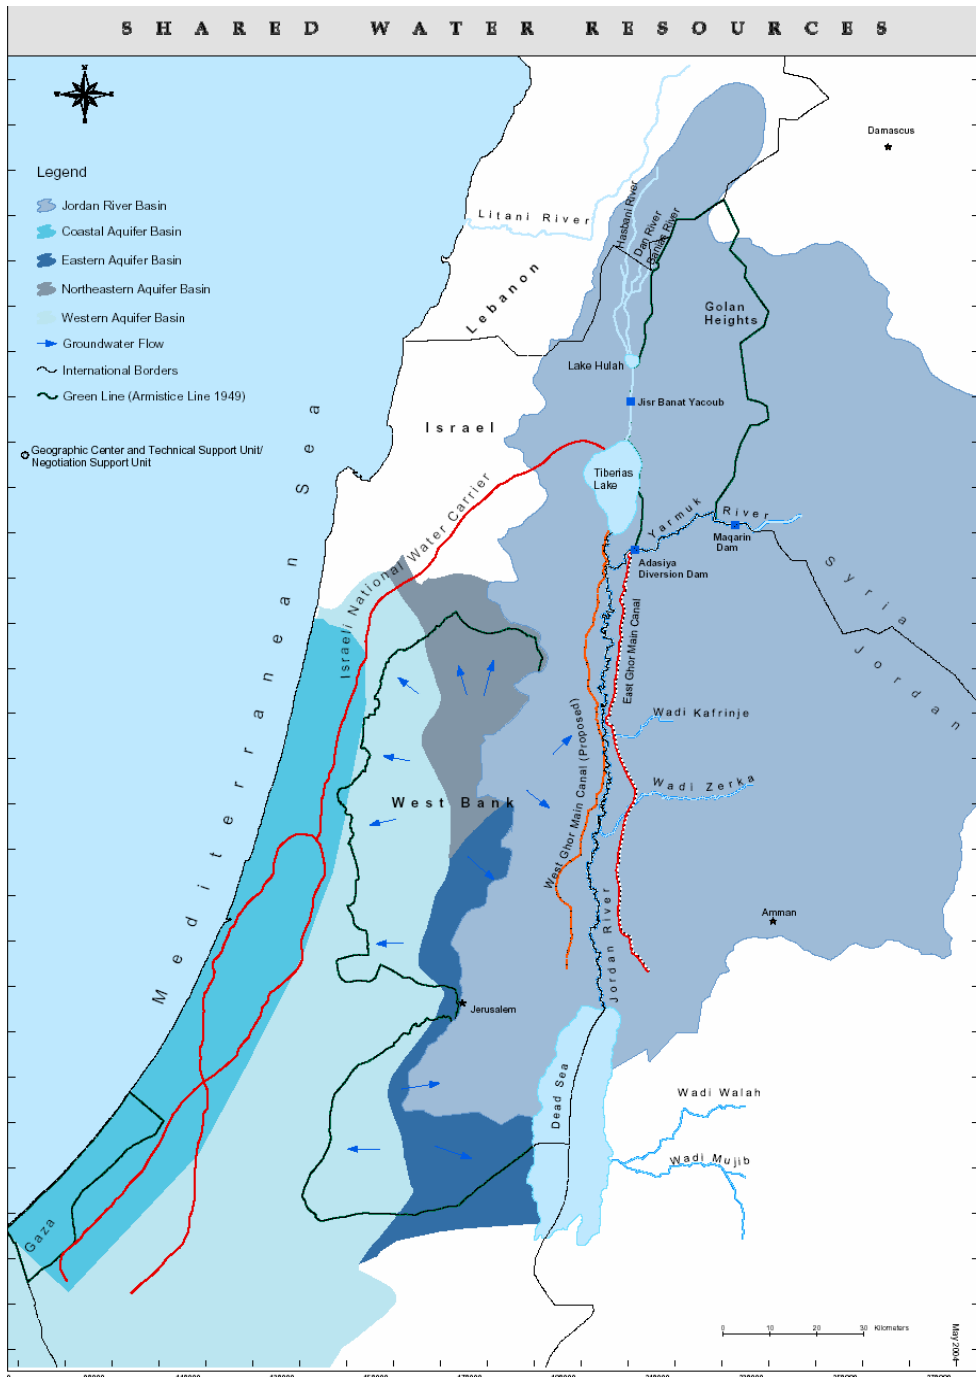 SHARED WATER RESOURCES
Damascus
Legend
Jordan River Basin
Coastal Aquifer Basin
Eastern Aquifer Basin
Northeastern Aquifer Basin
Western Aquifer Basin
Groundwater Flow
International Borders
Green Line (Armistice Line 1949)
Geographic Center and Technical Support Unit/
Negotiation Support Unit
Litani River
Hasbani River
Dan River
Banias River
Lebanon
Golan
Heights
Lake Hulah
Jisr Banat Yacoub
Israel
Tiberias
Lake
Yarmuk River
Maqarin
Dam
Adasiya
Diversion Dam
Syria
Jordan
Israeli National Water Carrier
Mediterranean Sea
East Ghor Main Canal
West Ghor Main Canal (Proposed)
Wadi Kafrinje
Wadi Zerka
West Bank
Amman
Jordan River
Jerusalem
Dead Sea
Wadi Walah
Wadi Mujib
Gaza
0 10 20 30 Kilometers
May 2004